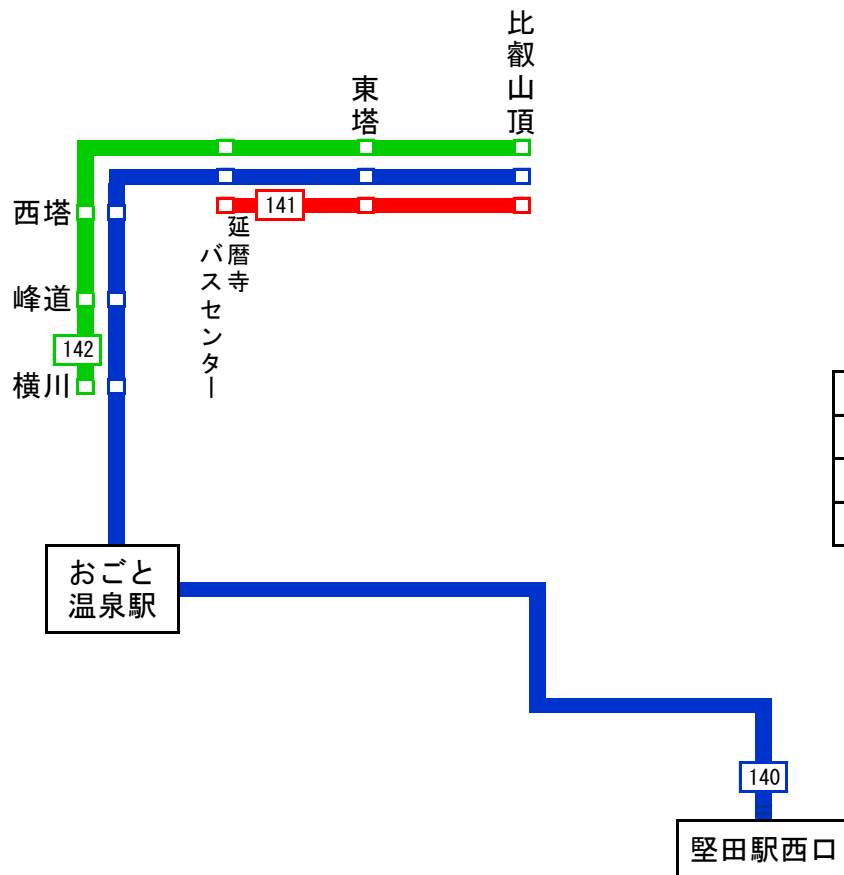 比叡山頂
東塔
141
延暦寺
バスセンター
西塔
峰道
142
横川
おごと
温泉駅
140
堅田駅西口